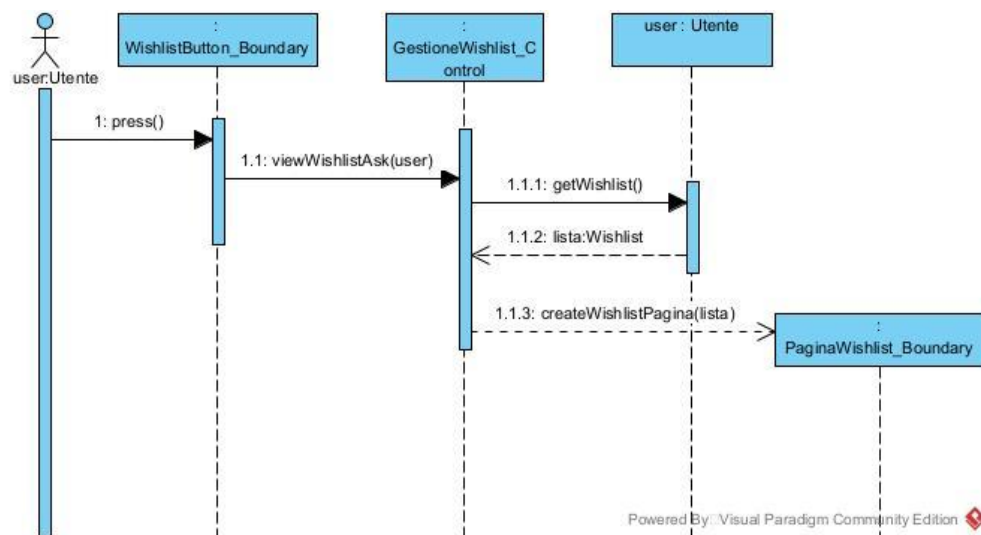 :
WishlistButton_Boundary
:
GestioneWishlist_C
ontrol
user : Utente
user:Utente
1: press()
1.1: viewWishlistAsk(user)
1.1.1: getWishlist()
1.1.2: lista:Wishlist
1.1.3: createWishlistPagina(lista)
:
PaginaWishlist_Boundary
Powered By Visual Paradigm Community Edition